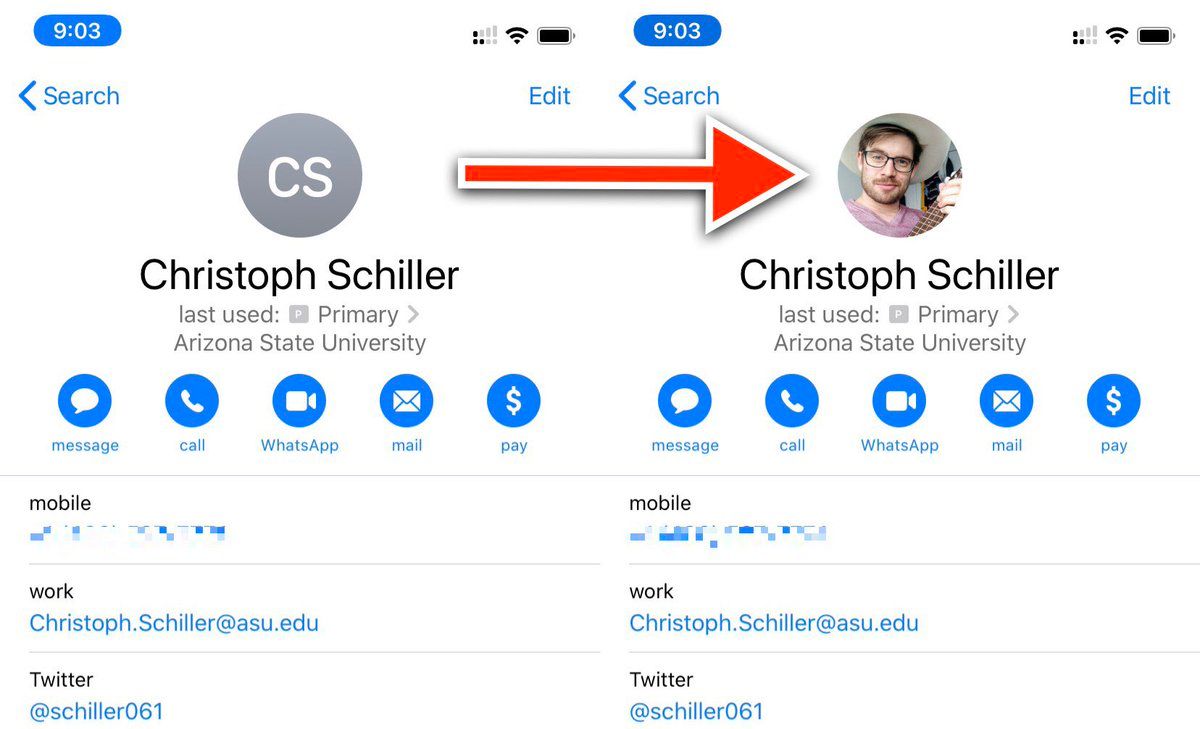 9:03
Search
Edit
CS
Christoph Schiller
last used: P Primary
Arizona State University
message
call
WhatsApp
mail
$
pay
mobile
work
Christoph.Schiller@asu.edu
Twitter
@schiller061
9:03
Search
Edit
Christoph Schiller
last used: P Primary
Arizona State University
message
call
WhatsApp
mail
$
pay
mobile
work
Christoph.Schiller@asu.edu
Twitter
@schiller061